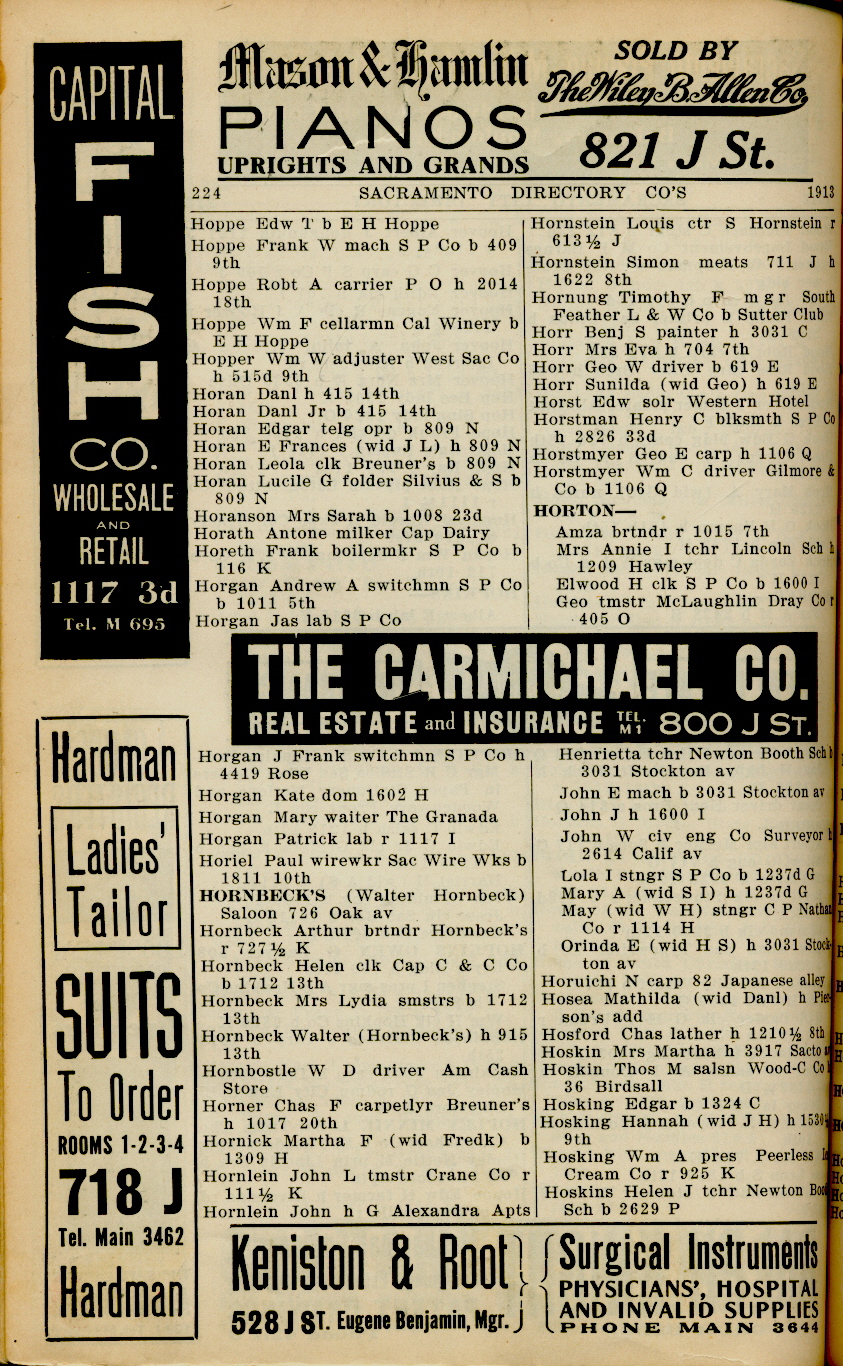 CAPITAL
FISH
CO.
WHOLESALE
AND
RETAIL
1117 3d
Tel. M 695
Mason & Hamlin
PIANOS
UPRIGHTS AND GRANDS
SOLD BY
The Wiley B. Allen Co.
821 J St.
224 SACRAMENTO DIRECTORY CO'S 1913
Hoppe Edw T b E H Hoppe
Hoppe Frank W mach S P Co b 409
9th
Hoppe Robt A carrier P O h 2014
18th
Hoppe Wm F cellarmn Cal Winery b
E H Hoppe
Hopper Wm W adjuster West Sac Co
h 515d 9th
Horan Danl h 415 14th
Horan Danl Jr b 415 14th
Horan Edgar telg opr b 809 N
Horan E Frances (wid J L) h 809 N
Horan Leola clk Breuner's b 809 N
Horan Lucile G folder Silvius & S b
809 N
Horanson Mrs Sarah b 1008 23d
Horath Antone milker Cap Dairy
Horeth Frank boilermkr S P Co b
116 K
Horgan Andrew A switchmn S P Co
b 1011 5th
Horgan Jas lab S P Co
Hornstein Louis ctr S Hornstein r
613½ J
Hornstein Simon meats 711 J h
1622 8th
Hornung Timothy F mgr South
Feather L & W Co b Sutter Club
Horr Benj S painter h 3031 C
Horr Mrs Eva h 704 7th
Horr Geo W driver b 619 E
Horr Sunilda (wid Geo) h 619 E
Horst Edw solr Western Hotel
Horstman Henry C blksmth S P Co
h 2826 33d
Horstmyer Geo E carp h 1106 Q
Horstmyer Wm C driver Gilmore &
Co b 1106 Q
HORTON—
Amza brtndr r 1015 7th
Mrs Annie I tchr Lincoln Sch h
1209 Hawley
Elwood H clk S P Co b 1600 I
Geo tmstr McLaughlin Dray Co r
405 O
THE CARMICHAEL CO.
REAL ESTATE and INSURANCE TEL. M 1 800 J ST.
Hardman
Ladies'
Tailor
SUITS
To Order
ROOMS 1-2-3-4
718 J
Tel. Main 3462
Hardman
Horgan J Frank switchmn S P Co h
4419 Rose
Horgan Kate dom 1602 H
Horgan Mary waiter The Granada
Horgan Patrick lab r 1117 I
Horiel Paul wirewkr Sac Wire Wks b
1811 10th
HORNBECK'S (Walter Hornbeck)
Saloon 726 Oak av
Hornbeck Arthur brtndr Hornbeck's
r 727½ K
Hornbeck Helen clk Cap C & C Co
b 1712 13th
Hornbeck Mrs Lydia smstrs b 1712
13th
Hornbeck Walter (Hornbeck's) h 915
13th
Hornbostle W D driver Am Cash
Store
Horner Chas F carpetlyr Breuner's
h 1017 20th
Hornick Martha F (wid Fredk) b
1309 H
Hornlein John L tmstr Crane Co r
111½ K
Hornlein John h G Alexandra Apts
Henrietta tchr Newton Booth Sch b
3031 Stockton av
John E mach b 3031 Stockton av
John J h 1600 I
John W civ eng Co Surveyor h
2614 Calif av
Lola I stngr S P Co b 1237d G
Mary A (wid S I) h 1237d G
May (wid W H) stngr C P Nathan
Co r 1114 H
Orinda E (wid H S) h 3031 Stock-
ton av
Horuichi N carp 82 Japanese alley
Hosea Mathilda (wid Danl) h Pier-
son's add
Hosford Chas lather h 1210½ 8th
Hoskin Mrs Martha h 3917 Sacto
Hoskin Thos M salsn Wood-C Co
36 Birdsall
Hosking Edgar b 1324 C
Hosking Hannah (wid J H) h 1530½
9th
Hosking Wm A pres Peerless
Cream Co r 925 K
Hoskins Helen J tchr Newton
Sch b 2629 P
Keniston & Root
528 J ST. Eugene Benjamin, Mgr.
Surgical Instruments
PHYSICIANS', HOSPITAL
AND INVALID SUPPLIES
PHONE MAIN 3644